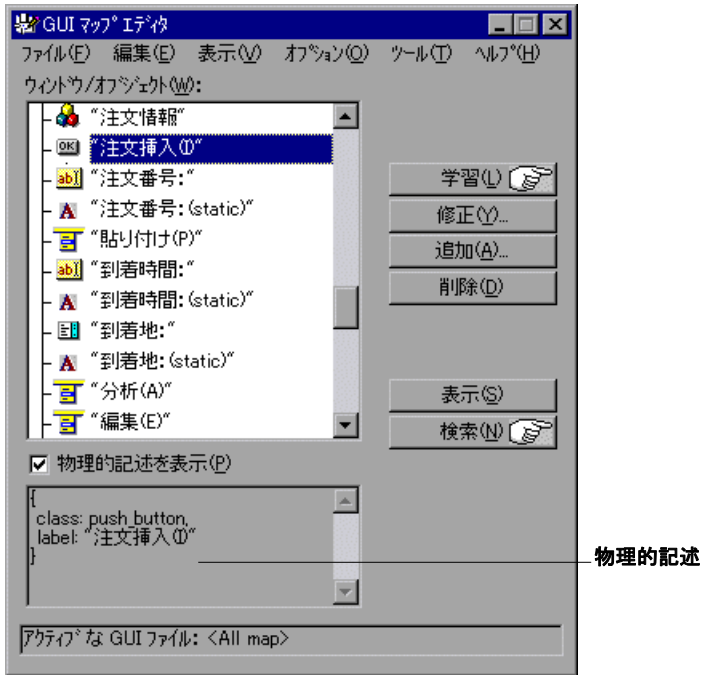 GUI ﾏｯﾌﾟ ｴﾃﾞｨﾀ
ﾌｧｲﾙ(F) 編集(E) 表示(V) ｵﾌﾟｼｮﾝ(O) ﾂｰﾙ(T) ﾍﾙﾌﾟ(H)
ｳｨﾝﾄﾞｳ/ｵﾌﾞｼﾞｪｸﾄ(W):
"注文情報"
OK "注文挿入(I)"
ab "注文番号:"
A "注文番号:(static)"
"貼り付け(P)"
ab "到着時間:"
A "到着時間:(static)"
"到着地:"
A "到着地:(static)"
"分析(A)"
"編集(E)"
学習(L)
修正(Y)...
追加(A)...
削除(D)
表示(S)
検索(N)
物理的記述を表示(P)
{
class: push_button,
label: "注文挿入(I)"
}
物理的記述
ｱｸﾃｨﾌﾞな GUI ﾌｧｲﾙ: <All map>